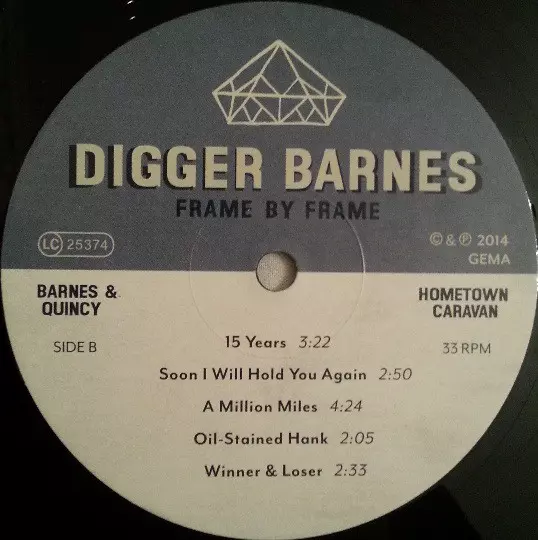 DIGGER BARNES
FRAME BY FRAME
LC 25374
© & ℗ 2014
GEMA
BARNES &
QUINCY
HOMETOWN
CARAVAN
SIDE B
33 RPM
15 Years 3:22
Soon I Will Hold You Again 2:50
A Million Miles 4:24
Oil-Stained Hank 2:05
Winner & Loser 2:33